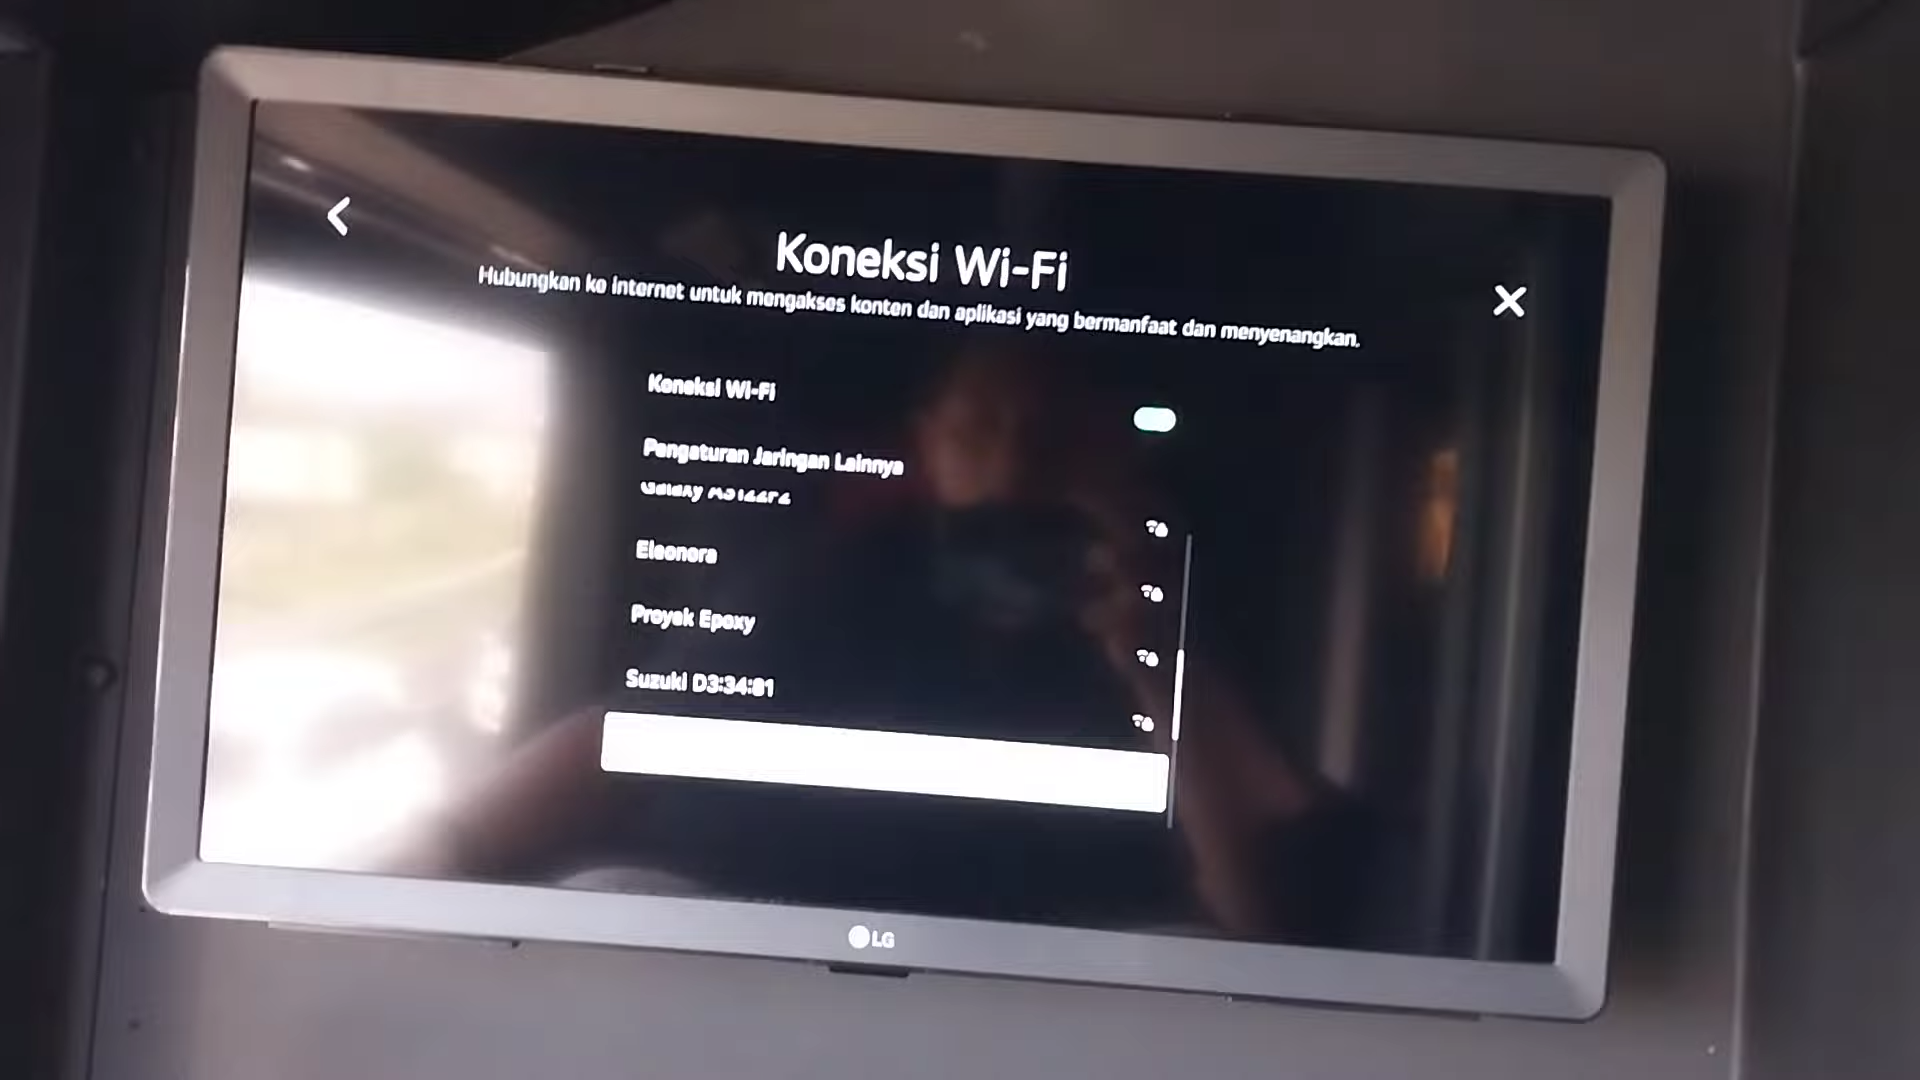 Koneksi Wi-Fi
Hubungkan ke internet untuk mengakses konten dan aplikasi yang bermanfaat dan menyenangkan.
Koneksi Wi-Fi
Pengaturan Jaringan Lainnya
Galaxy
Eleonora
Proyek Epoxy
Suzuki D3:34:81
LG